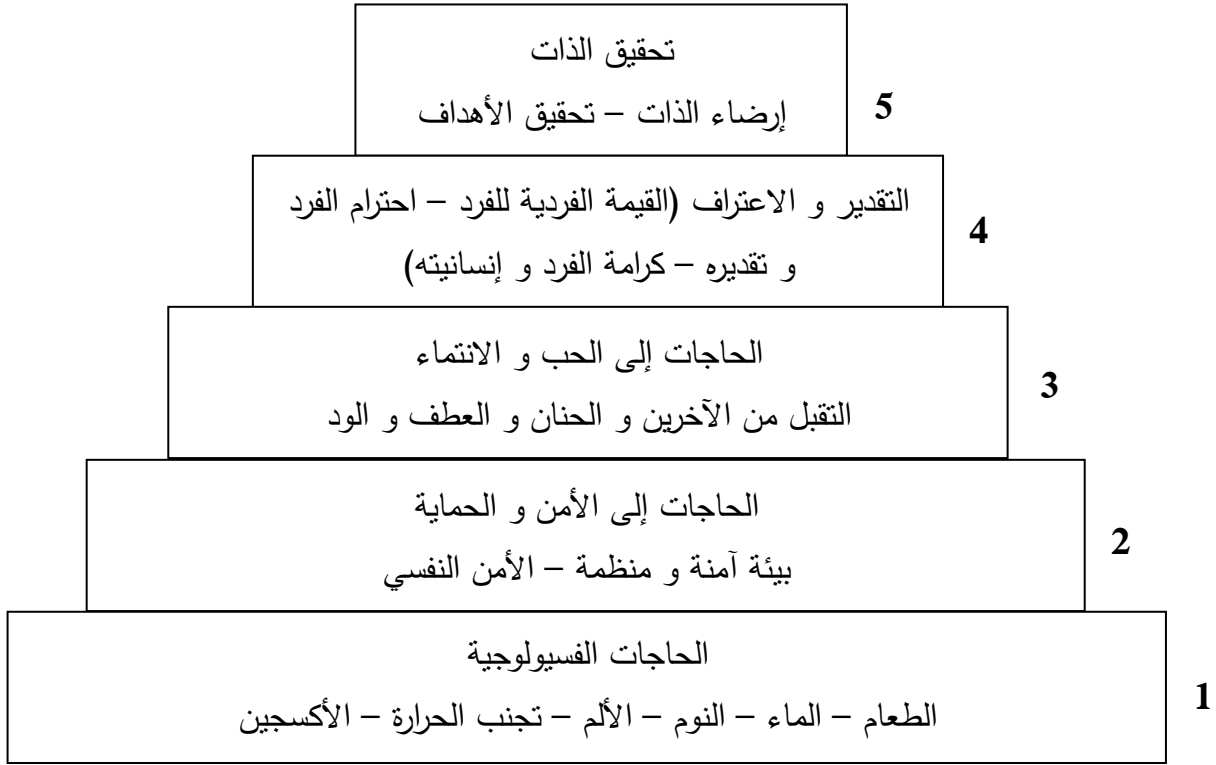 تحقيق الذات
إرضاء الذات – تحقيق الأهداف
5
التقدير و الاعتراف (القيمة الفردية للفرد – احترام الفرد
و تقديره – كرامة الفرد و إنسانيته)
4
الحاجات إلى الحب و الانتماء
التقبل من الآخرين و الحنان و العطف و الود
3
الحاجات إلى الأمن و الحماية
بيئة آمنة و منظمة – الأمن النفسي
2
الحاجات الفسيولوجية
الطعام – الماء – النوم – الألم – تجنب الحرارة – الأكسجين
1